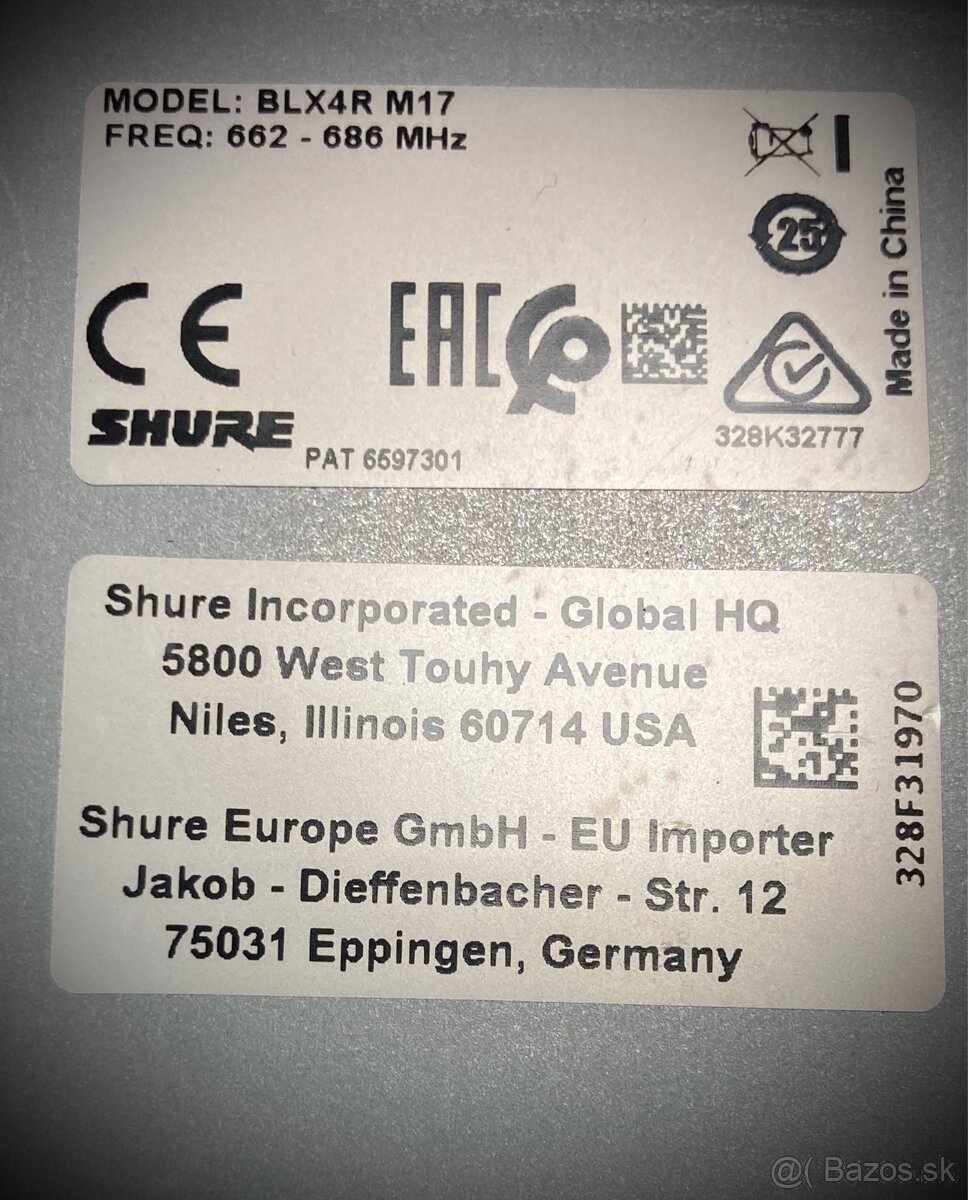 MODEL: BLX4R M17
FREQ: 662 - 686 MHz
25
Made in China
CE
EAC
SHURE
PAT 6597301
328K32777
Shure Incorporated - Global HQ
5800 West Touhy Avenue
Niles, Illinois 60714 USA
328F31970
Shure Europe GmbH - EU Importer
Jakob - Dieffenbacher - Str. 12
75031 Eppingen, Germany
@( Bazos.sk